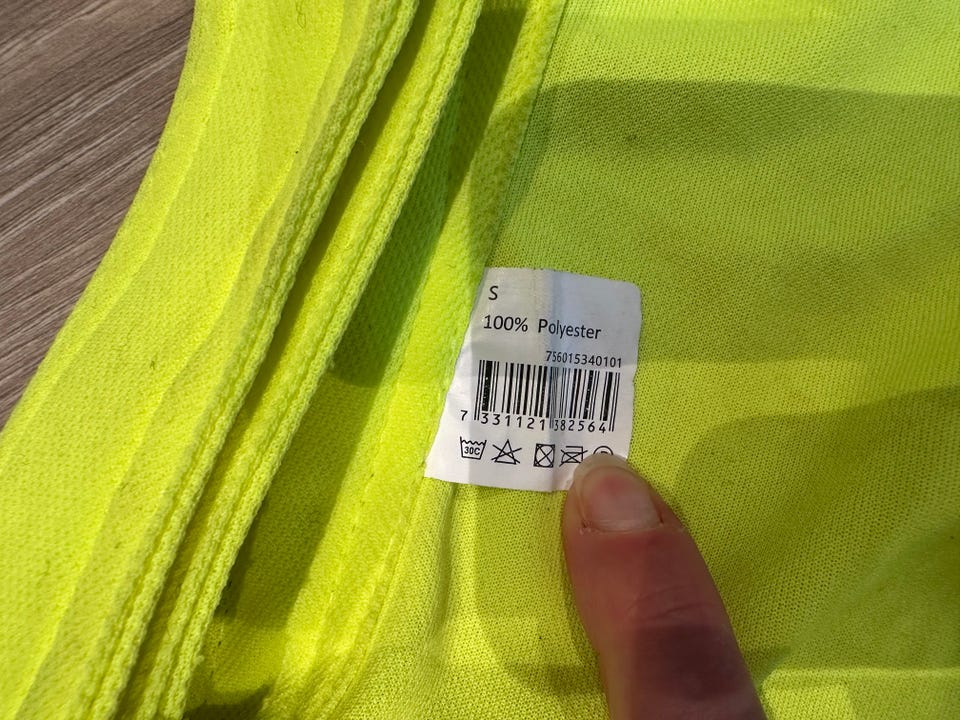 S
100% Polyester
756015340101
7 331121 382564
30C